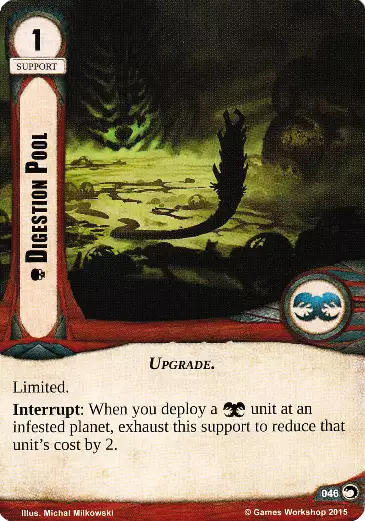 1
SUPPORT
DIGESTION POOL
UPGRADE.
Limited.
Interrupt: When you deploy a unit at an
infested planet, exhaust this support to reduce that
unit's cost by 2.
046
Illus. Michal Milkowski
© Games Workshop 2015